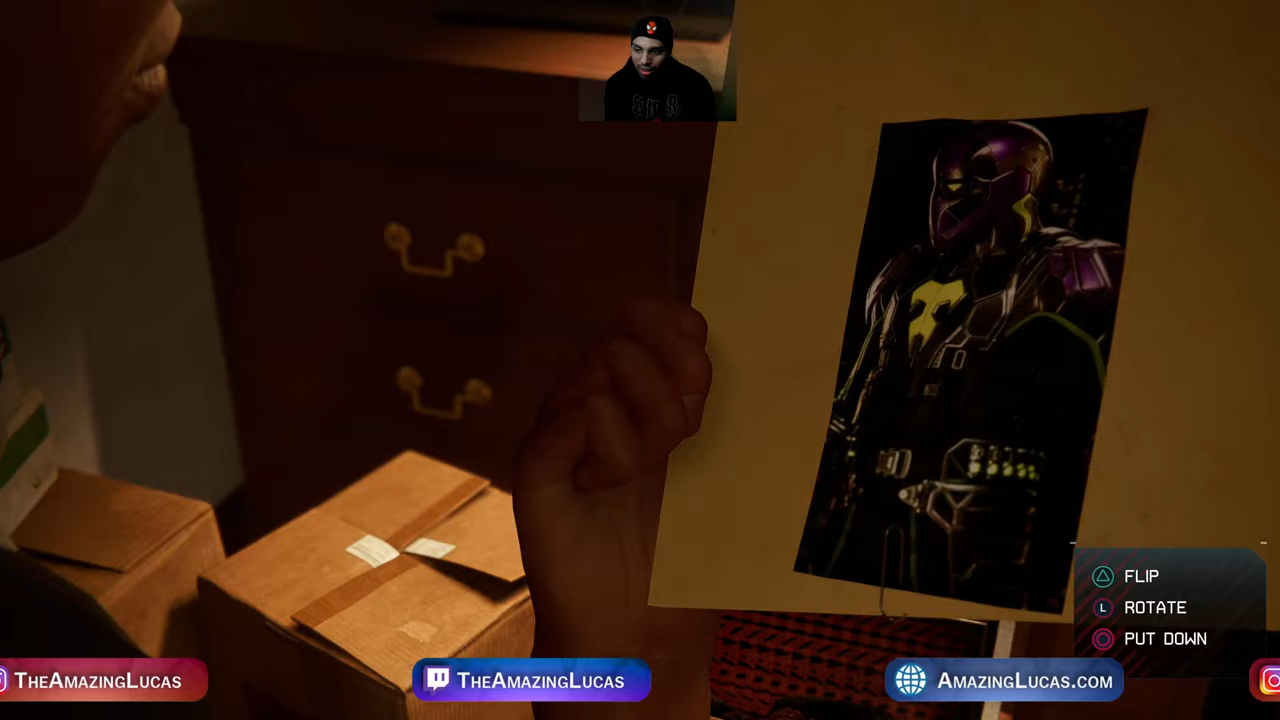 FLIP
L ROTATE
PUT DOWN
THEAMAZINGLUCAS
THEAMAZINGLUCAS
AMAZINGLUCAS.COM